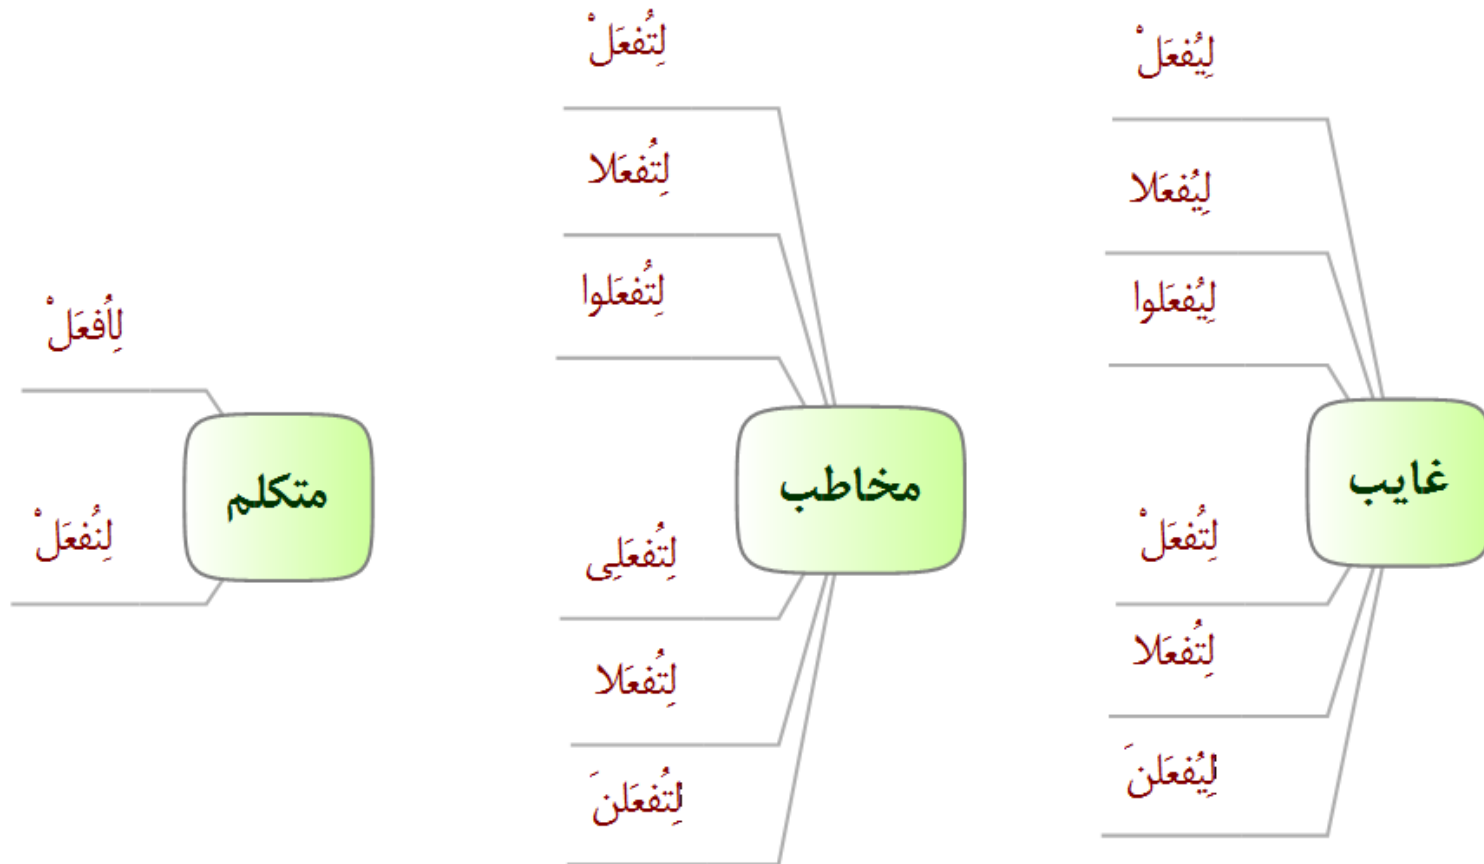 غایب
لِیُفعَلْ
لِیُفعَلا
لِیُفعَلوا
لِتُفعَلْ
لِتُفعَلا
لِیُفعَلنَ
مخاطب
لِتُفعَلْ
لِتُفعَلا
لِتُفعَلوا
لِتُفعَلِی
لِتُفعَلا
لِتُفعَلنَ
متکلم
لِاُفعَلْ
لِنُفعَلْ